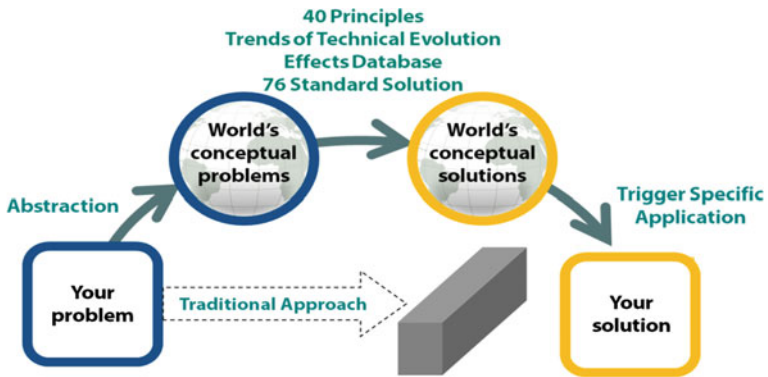 40 Principles
Trends of Technical Evolution
Effects Database
76 Standard Solution
World's
conceptual
problems
World's
conceptual
solutions
Abstraction
Trigger Specific
Application
Your
problem
Traditional Approach
Your
solution